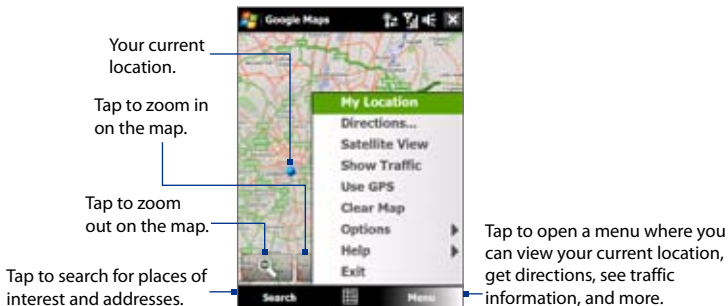 Google Maps
Your current
location.
Tap to zoom in
on the map.
Tap to zoom
out on the map.
Tap to search for places of
interest and addresses.
My Location
Directions...
Satellite View
Show Traffic
Use GPS
Clear Map
Options
Help
Exit
Search
Menu
Tap to open a menu where you
can view your current location,
get directions, see traffic
information, and more.